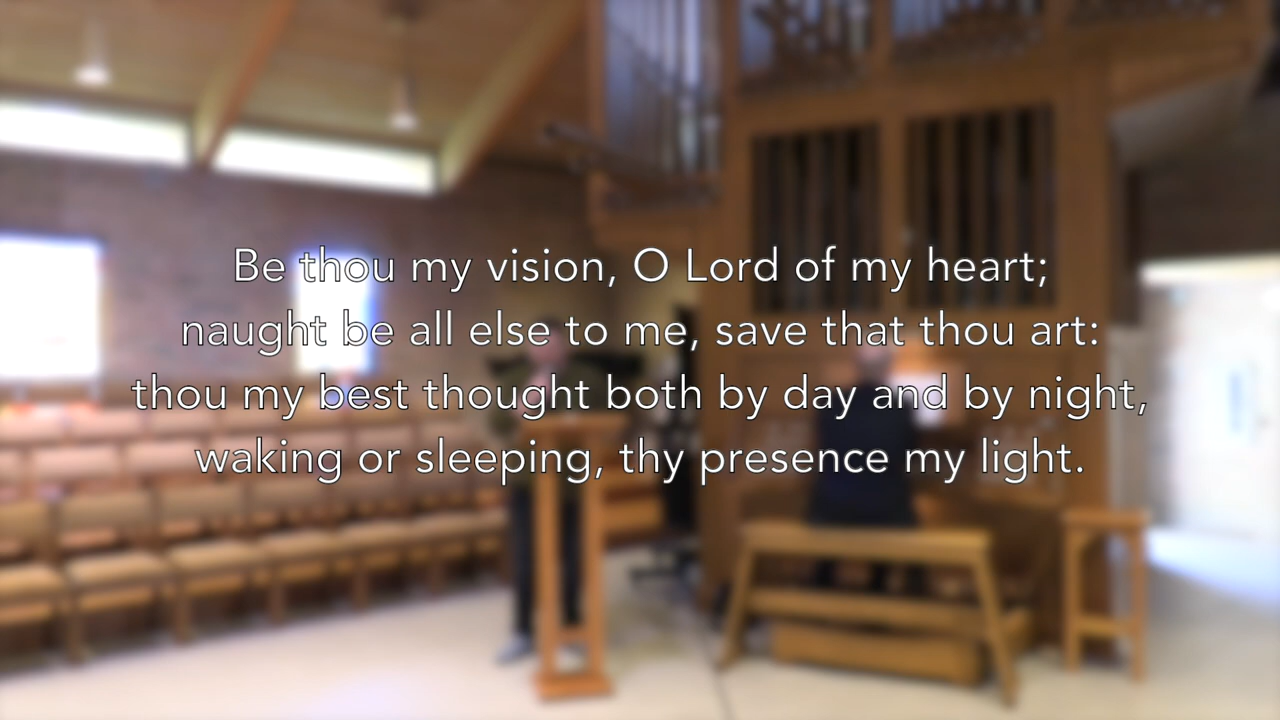 Be thou my vision, O Lord of my heart;
naught be all else to me, save that thou art:
thou my best thought both by day and by night,
waking or sleeping, thy presence my light.